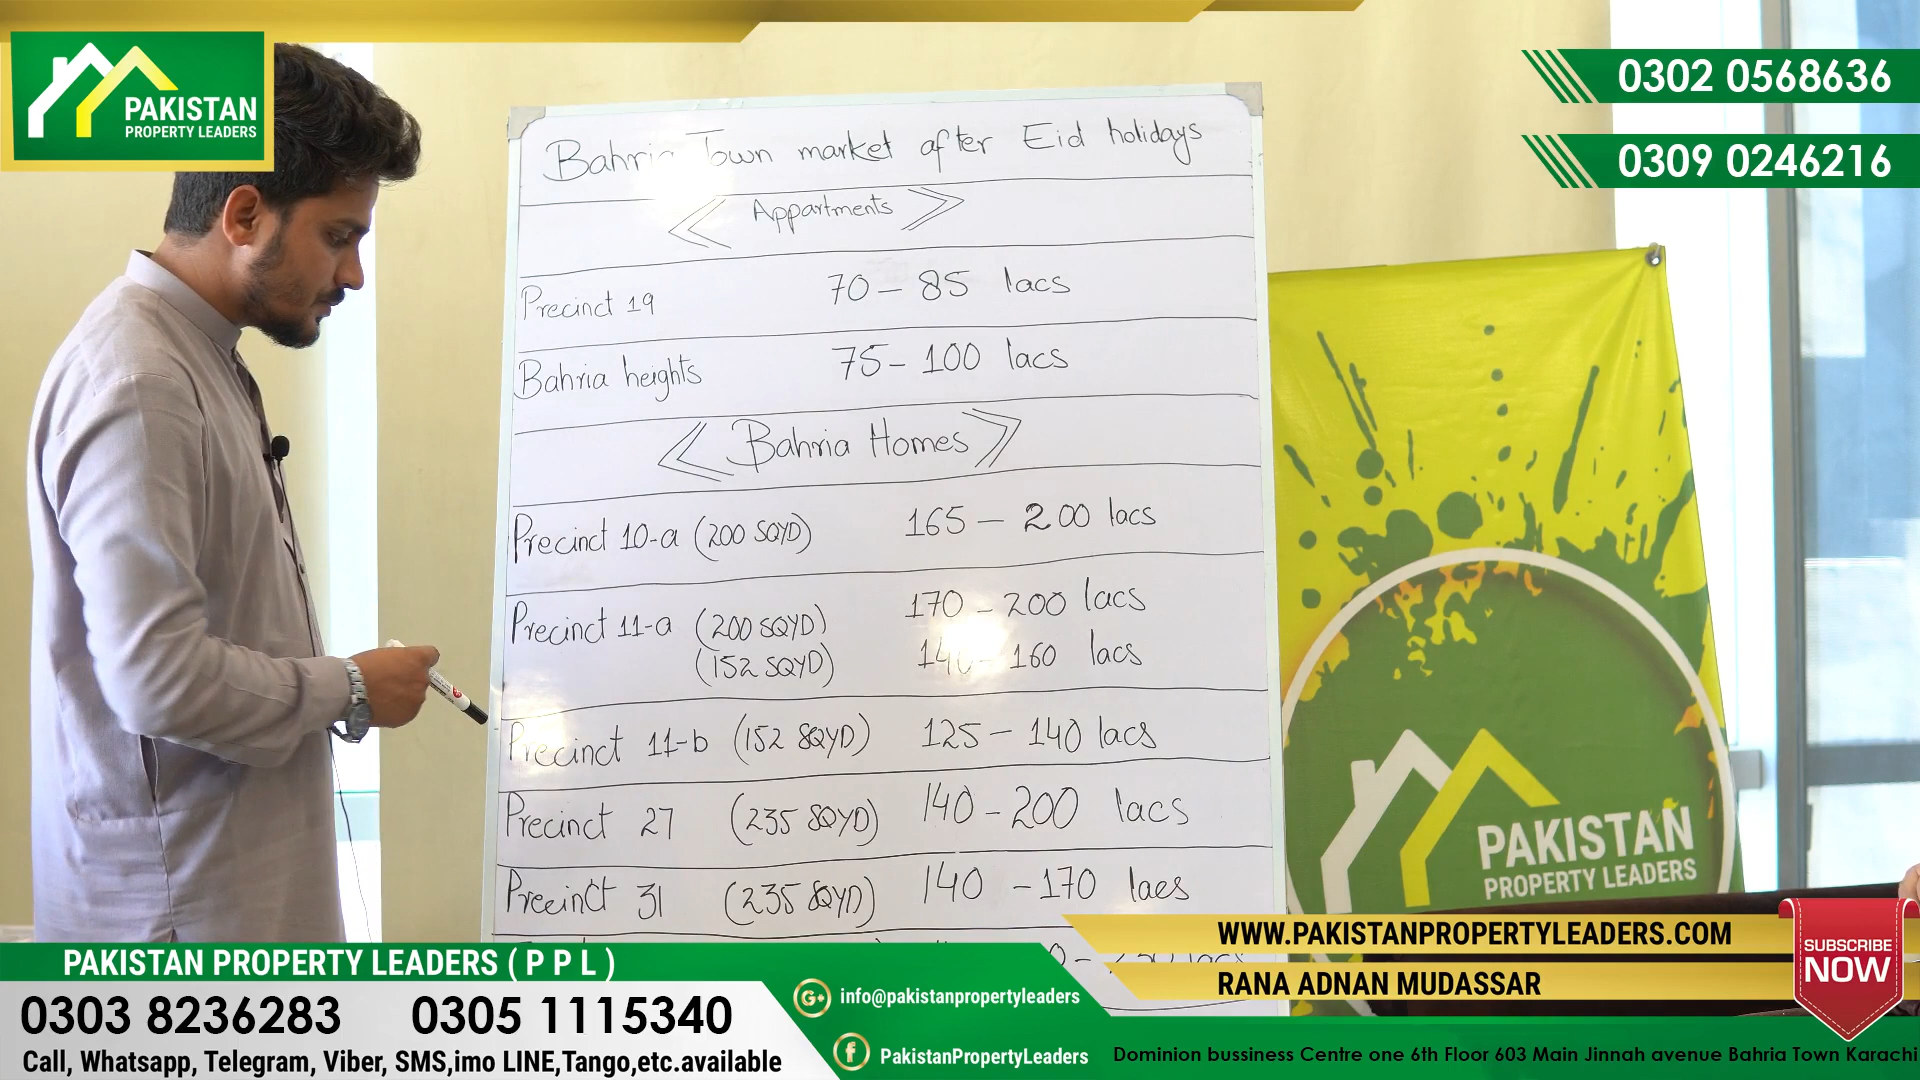 PAKISTAN
PROPERTY LEADERS
0302 0568636
0309 0246216
Bahria Town market after Eid holidays
Appartments
Precinct 19 70 - 85 lacs
Bahria heights 75 - 100 lacs
Bahria Homes
Precinct 10-a (200 SQYD) 165 - 200 lacs
Precinct 11-a (200 SQYD) 170 - 200 lacs
(152 SQYD) 140 - 160 lacs
Precinct 11-b (152 SQYD) 125 - 140 lacs
Precinct 27 (235 SQYD) 140 - 200 lacs
Precinct 31 (235 SQYD) 140 - 170 lacs
PAKISTAN
PROPERTY LEADERS
WWW.PAKISTANPROPERTYLEADERS.COM
RANA ADNAN MUDASSAR
SUBSCRIBE
NOW
PAKISTAN PROPERTY LEADERS ( P P L )
0303 8236283 0305 1115340
Call, Whatsapp, Telegram, Viber, SMS,imo LINE,Tango,etc.available
G+ info@pakistanpropertyleaders
f PakistanPropertyLeaders
Dominion bussiness Centre one 6th Floor 603 Main Jinnah avenue Bahria Town Karachi